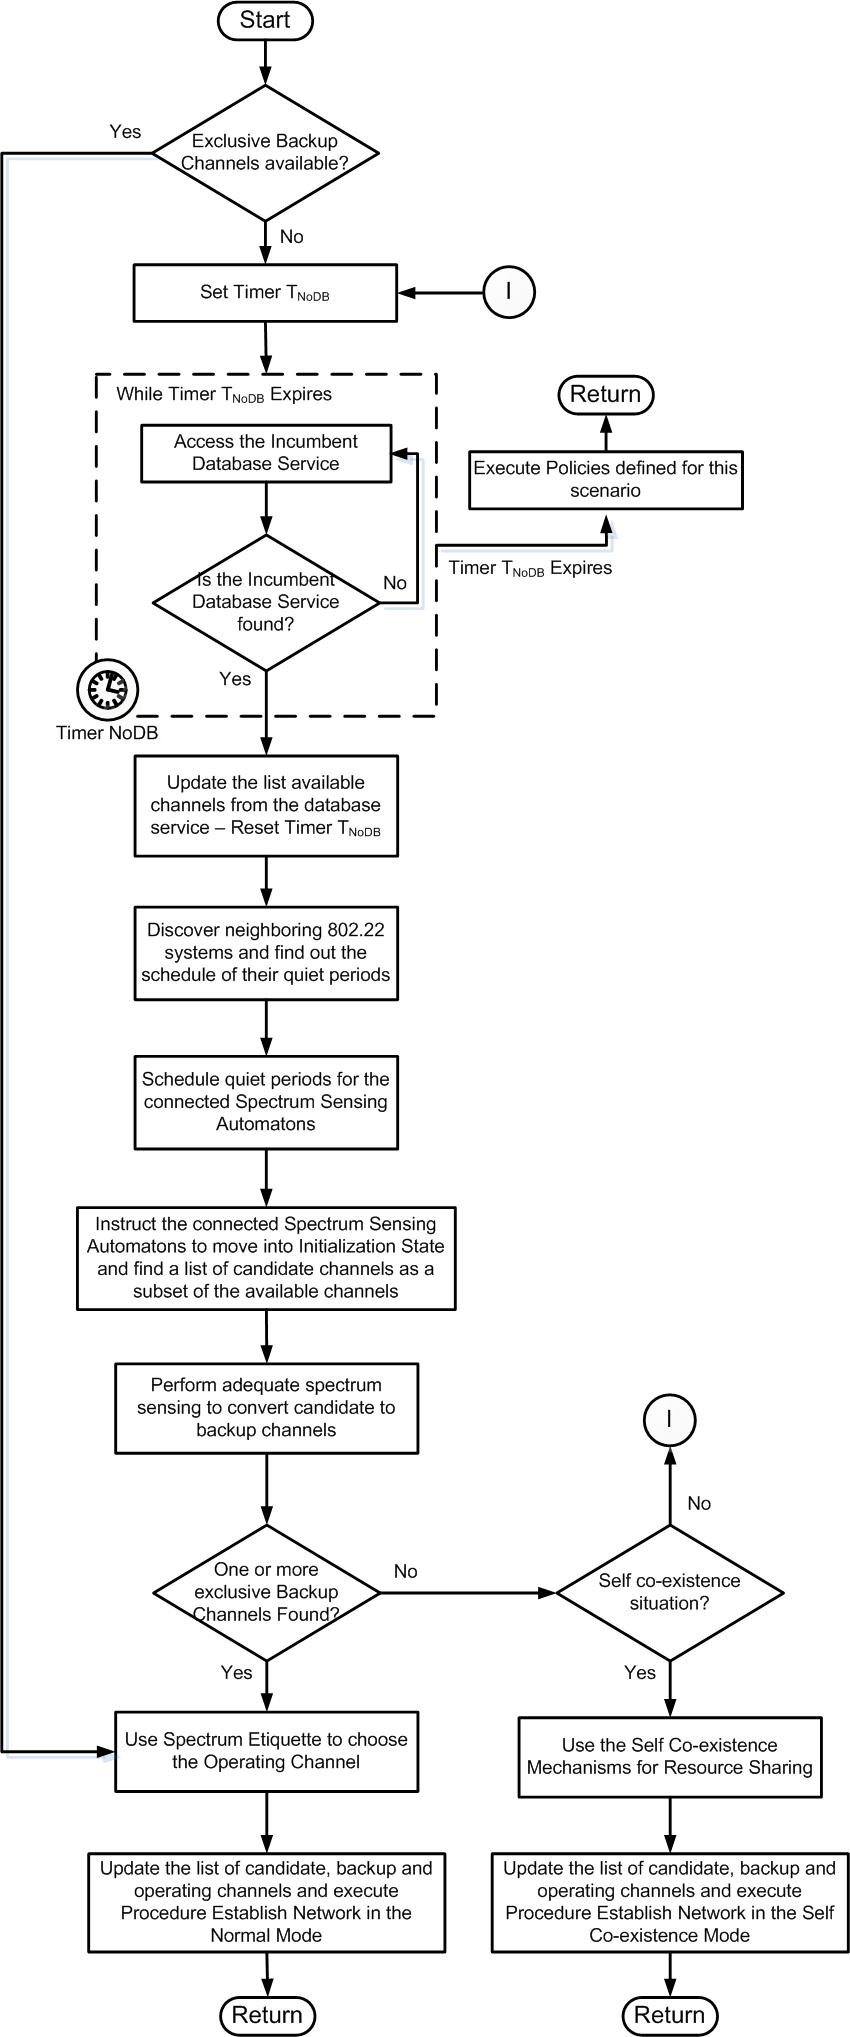 Start
Yes
Exclusive Backup
Channels available?
No
Set Timer TNoDB
I
While Timer TNoDB Expires
Return
Access the Incumbent
Database Service
Execute Policies defined for this
scenario
Is the Incumbent
Database Service
found?
No
Timer TNoDB Expires
Yes
Timer NoDB
Update the list available
channels from the database
service – Reset Timer TNoDB
Discover neighboring 802.22
systems and find out the
schedule of their quiet periods
Schedule quiet periods for the
connected Spectrum Sensing
Automatons
Instruct the connected Spectrum Sensing
Automatons to move into Initialization State
and find a list of candidate channels as a
subset of the available channels
Perform adequate spectrum
sensing to convert candidate to
backup channels
I
No
One or more
exclusive Backup
Channels Found?
No
Self co-existence
situation?
Yes
Yes
Use Spectrum Etiquette to choose
the Operating Channel
Use the Self Co-existence
Mechanisms for Resource Sharing
Update the list of candidate, backup and
operating channels and execute
Procedure Establish Network in the
Normal Mode
Update the list of candidate, backup and
operating channels and execute
Procedure Establish Network in the Self
Co-existence Mode
Return
Return